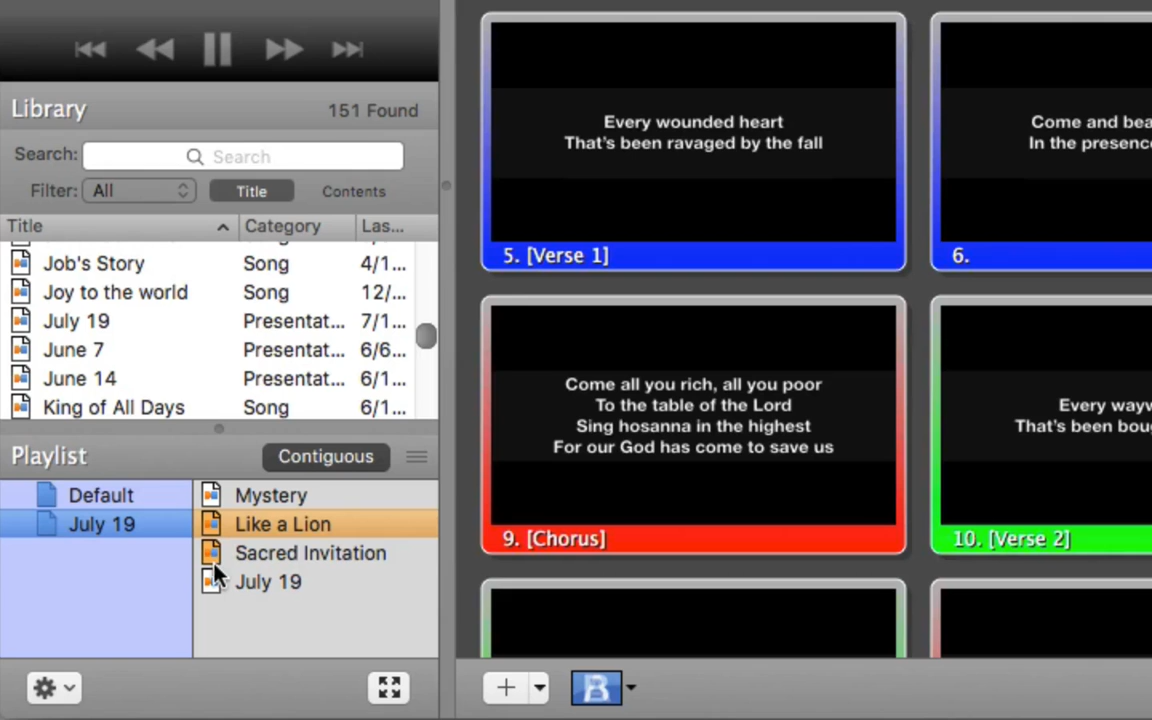 Library
151 Found
Search:
Search
Filter:
All
Title
Contents
Title
Category
Las...
Job's Story
Song
4/1...
Joy to the world
Song
12/...
July 19
Presentat...
7/1...
June 7
Presentat...
6/6...
June 14
Presentat...
6/1...
King of All Days
Song
6/1...
Playlist
Contiguous
Default
July 19
Mystery
Like a Lion
Sacred Invitation
July 19
Every wounded heart
That's been ravaged by the fall
5. [Verse 1]
Come and bea
In the presenc
6.
Come all you rich, all you poor
To the table of the Lord
Sing hosanna in the highest
For our God has come to save us
9. [Chorus]
Every wayw
That's been boug
10. [Verse 2]